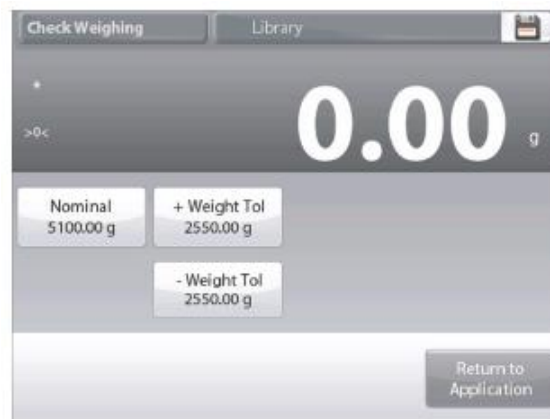 Check Weighing
Library
*
>0<
0.00 g
Nominal
5100.00 g
+ Weight Tol
2550.00 g
- Weight Tol
2550.00 g
Return to
Application